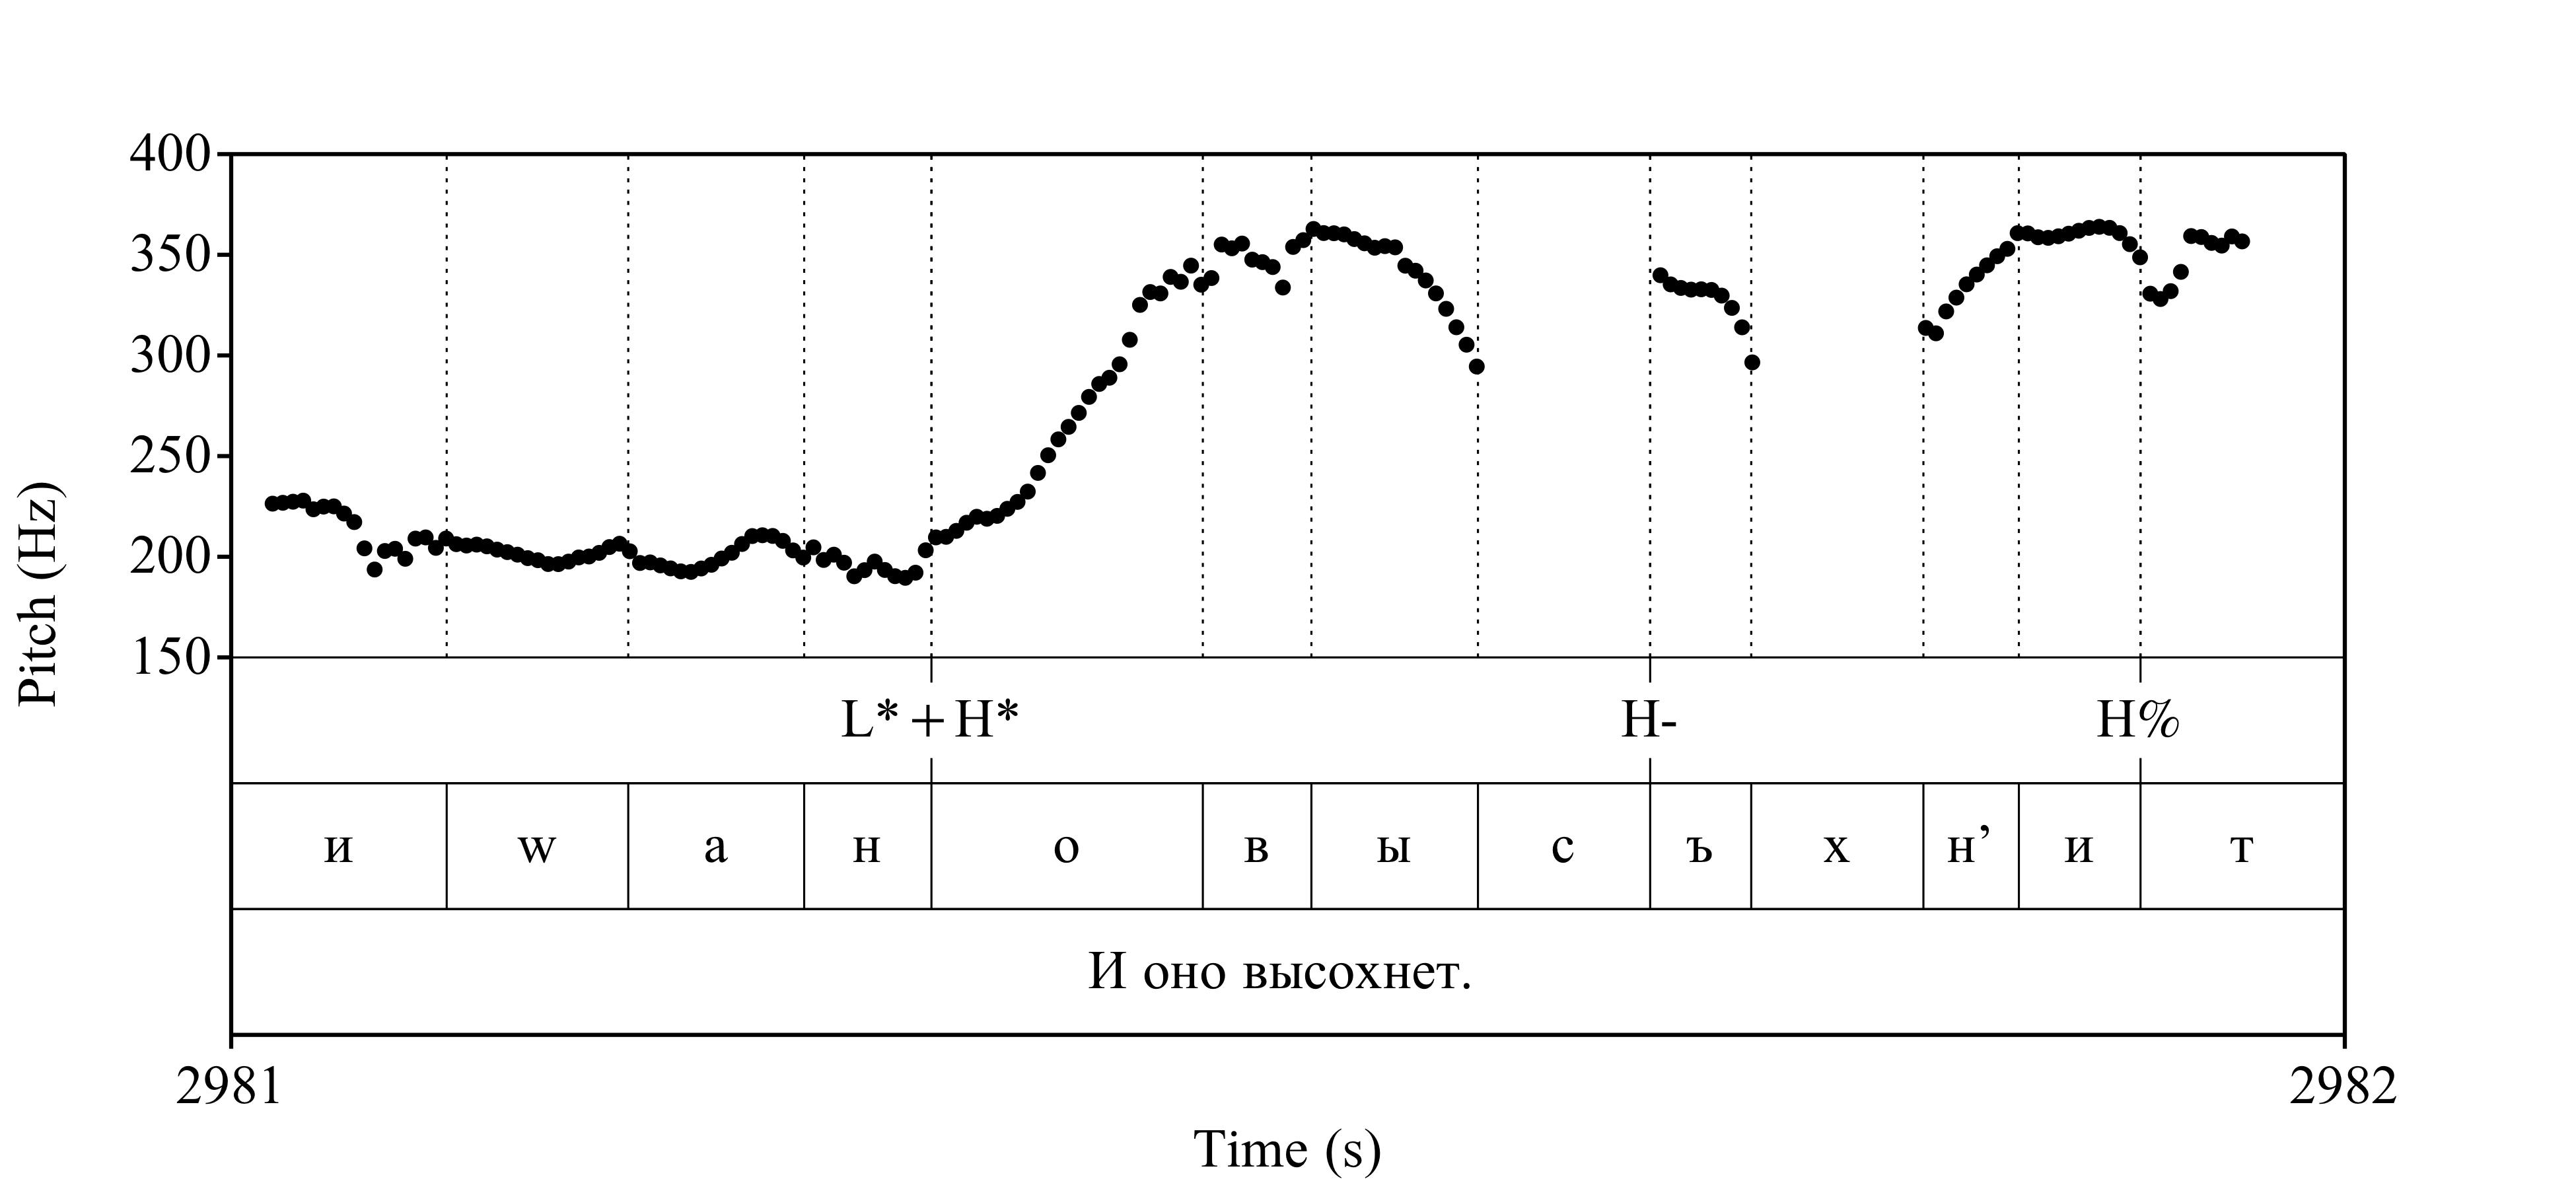 400
350
300
250
200
150
Pitch (Hz)
L* + H* H- H%
и w а н о в ы с ъ х н’ и т
И оно высохнет.
2981 2982
Time (s)